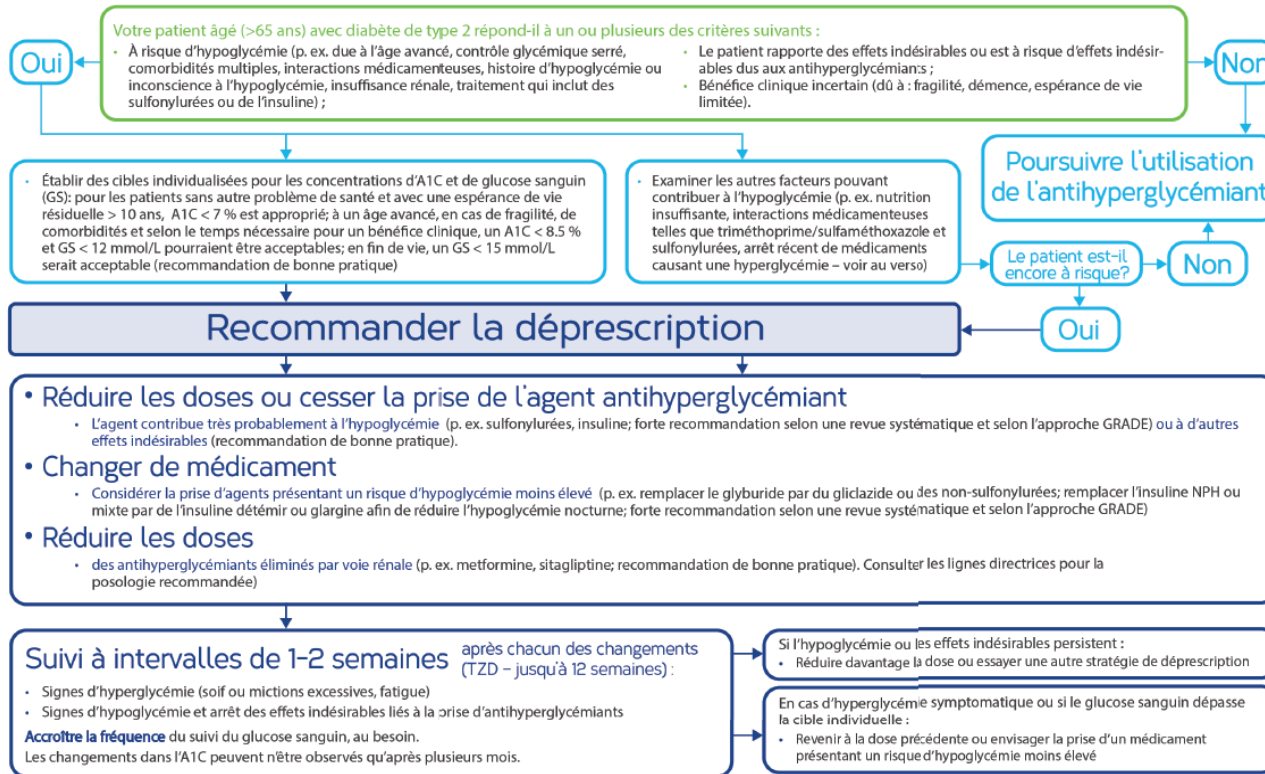 Votre patient âgé (>65 ans) avec diabète de type 2 répond-il à un ou plusieurs des critères suivants :
Oui
• À risque d'hypoglycémie (p. ex. due à l'âge avancé, contrôle glycémique serré,
comorbidités multiples, interactions médicamenteuses, histoire d'hypoglycémie ou
inconscience à l'hypoglycémie, insuffisance rénale, traitement qui inclut des
sulfonylurées ou de l'insuline) ;
• Le patient rapporte des effets indésirables ou est à risque d'effets indésir-
ables dus aux antihyperglycémiants ;
• Bénéfice clinique incertain (dû à : fragilité, démence, espérance de vie
limitée).
Non
• Établir des cibles individualisées pour les concentrations d'A1C et de glucose sanguin
(GS): pour les patients sans autre problème de santé et avec une espérance de vie
résiduelle > 10 ans, A1C < 7 % est approprié; à un âge avancé, en cas de fragilité, de
comorbidités et selon le temps nécessaire pour un bénéfice clinique, un A1C < 8.5 %
et GS < 12 mmol/L pourraient être acceptables; en fin de vie, un GS < 15 mmol/L
serait acceptable (recommandation de bonne pratique)
• Examiner les autres facteurs pouvant
contribuer à l'hypoglycémie (p. ex. nutrition
insuffisante, interactions médicamenteuses
telles que triméthoprime/sulfaméthoxazole et
sulfonylurées, arrêt récent de médicaments
causant une hyperglycémie – voir au verso)
Poursuivre l'utilisation
de l'antihyperglycémiant
Le patient est-il
encore à risque?
Non
Oui
Recommander la déprescription
• Réduire les doses ou cesser la prise de l'agent antihyperglycémiant
• L'agent contribue très probablement à l'hypoglycémie (p. ex. sulfonylurées, insuline; forte recommandation selon une revue systématique et selon l'approche GRADE) ou à d'autres
effets indésirables (recommandation de bonne pratique).
• Changer de médicament
• Considérer la prise d'agents présentant un risque d'hypoglycémie moins élevé (p. ex. remplacer le glyburide par du gliclazide ou des non-sulfonylurées; remplacer l'insuline NPH ou
mixte par de l'insuline détémir ou glargine afin de réduire l'hypoglycémie nocturne; forte recommandation selon une revue systématique et selon l'approche GRADE)
• Réduire les doses
• des antihyperglycémiants éliminés par voie rénale (p. ex. metformine, sitagliptine; recommandation de bonne pratique). Consulter les lignes directrices pour la
posologie recommandée)
Suivi à intervalles de 1-2 semaines après chacun des changements
(TZD – jusqu'à 12 semaines) :
• Signes d'hyperglycémie (soif ou mictions excessives, fatigue)
• Signes d'hypoglycémie et arrêt des effets indésirables liés à la prise d'antihyperglycémiants
Accroître la fréquence du suivi du glucose sanguin, au besoin.
Les changements dans l'A1C peuvent n'être observés qu'après plusieurs mois.
Si l'hypoglycémie ou les effets indésirables persistent :
• Réduire davantage la dose ou essayer une autre stratégie de déprescription
En cas d'hyperglycémie symptomatique ou si le glucose sanguin dépasse
la cible individuelle :
• Revenir à la dose précédente ou envisager la prise d'un médicament
présentant un risque d'hypoglycémie moins élevé